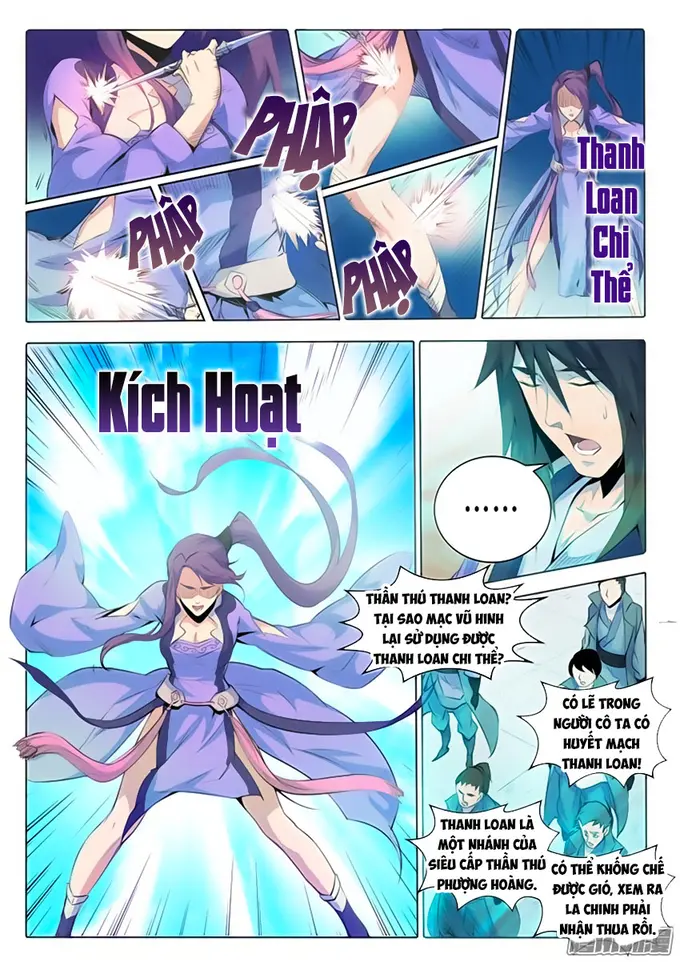 PHẬP
PHẬP
PHẬP
Thanh
Loan
Chi
Thể
Kích Hoạt
......
THẦN THÚ THANH LOAN?
TẠI SAO MẠC VŨ HINH
LẠI SỬ DỤNG ĐƯỢC
THANH LOAN CHI THỂ?
CÓ LẼ TRONG
NGƯỜI CÔ TA CÓ
HUYẾT MẠCH
THANH LOAN!
THANH LOAN LÀ
MỘT NHÁNH CỦA
SIÊU CẤP THẦN THÚ
PHƯỢNG HOÀNG.
CÓ THỂ KHỐNG CHẾ
ĐƯỢC GIÓ, XEM RA
LA CHINH PHẢI
NHẬN THUA RỒI.